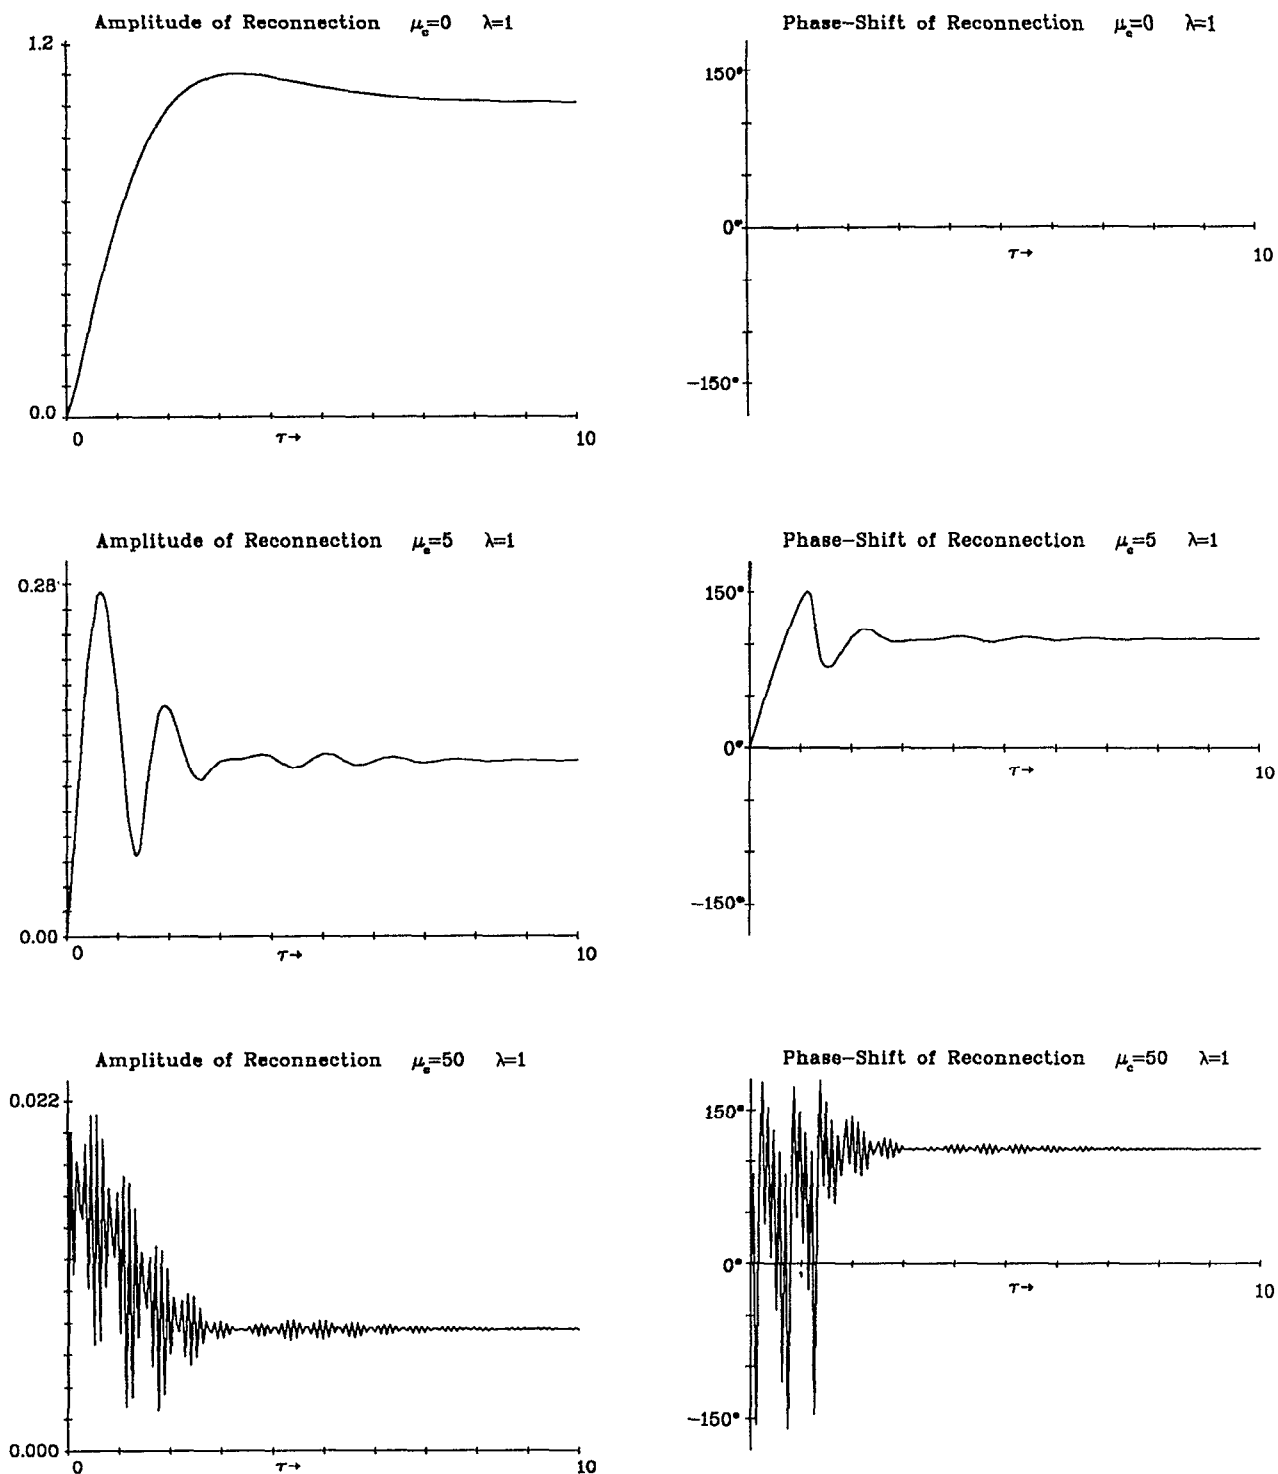 Amplitude of Reconnection μc=0 λ=1
1.2
0.0
0
τ→
10
Phase-Shift of Reconnection μc=0 λ=1
150°
0°
-150°
τ→
10
Amplitude of Reconnection μc=5 λ=1
0.28
0.00
0
τ→
10
Phase-Shift of Reconnection μc=5 λ=1
150°
0°
-150°
τ→
10
Amplitude of Reconnection μc=50 λ=1
0.022
0.000
0
τ→
10
Phase-Shift of Reconnection μc=50 λ=1
150°
0°
-150°
τ→
10